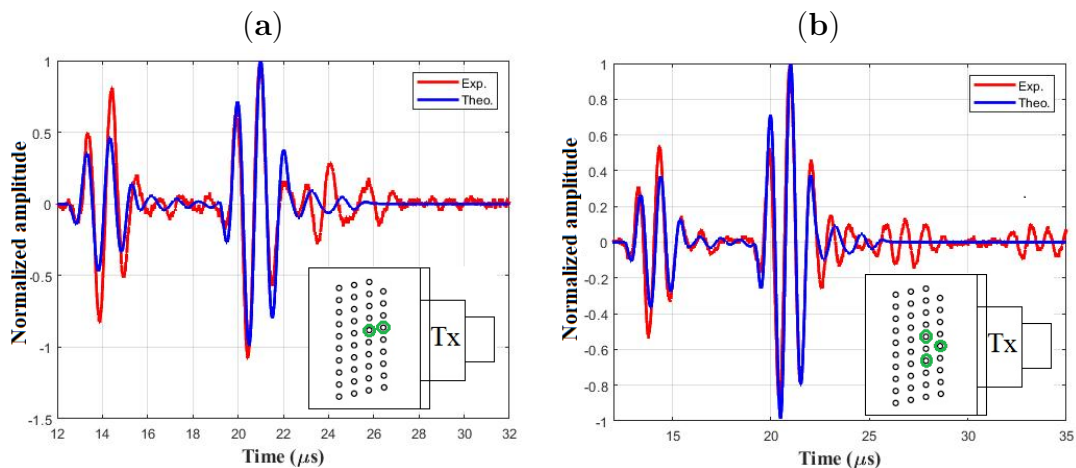 (a)
Normalized amplitude
1
0.5
0
-0.5
-1
-1.5
Exp.
Theo.
Tx
12 14 16 18 20 22 24 26 28 30 32
Time (μs)
(b)
Normalized amplitude
1
0.8
0.6
0.4
0.2
0
-0.2
-0.4
-0.6
-0.8
-1
Exp.
Theo.
Tx
15 20 25 30 35
Time (μs)